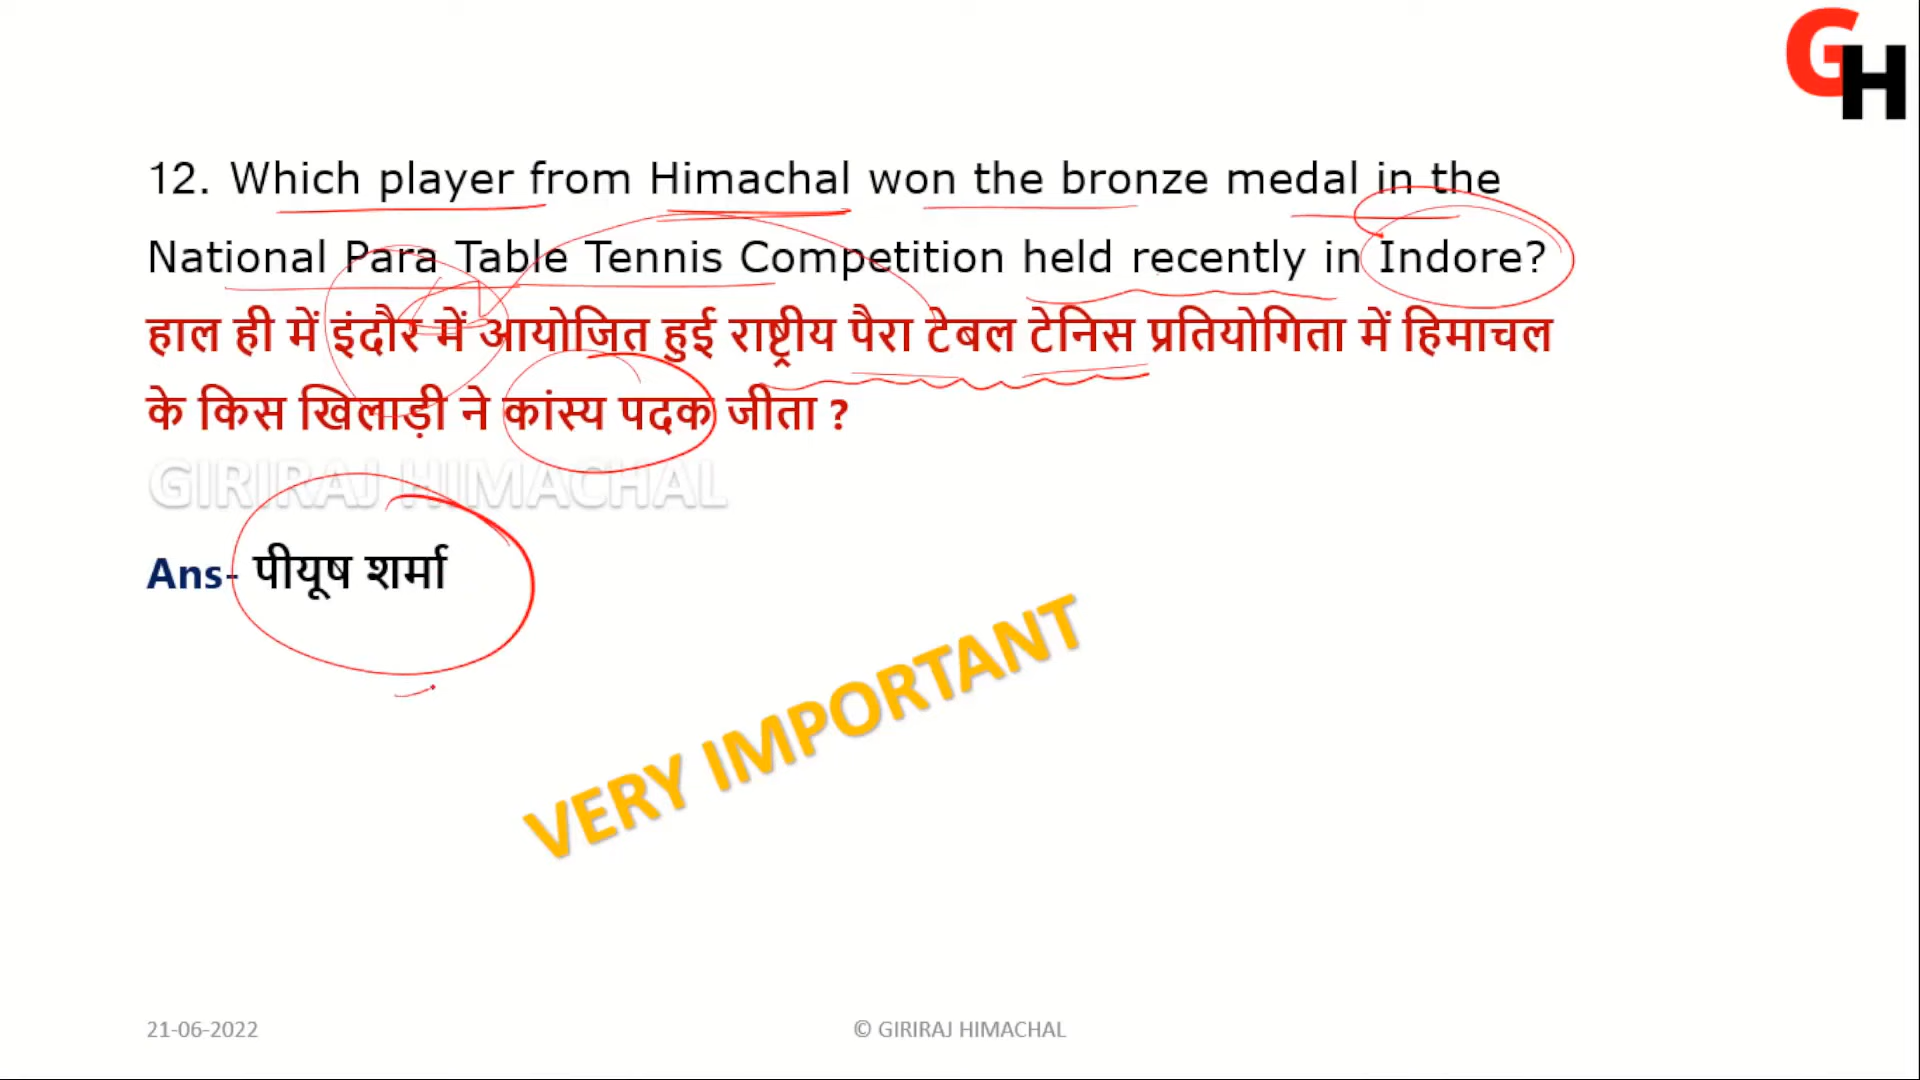 GH
12. Which player from Himachal won the bronze medal in the
National Para Table Tennis Competition held recently in Indore?
हाल ही में इंदौर में आयोजित हुई राष्ट्रीय पैरा टेबल टेनिस प्रतियोगिता में हिमाचल
के किस खिलाड़ी ने कांस्य पदक जीता ?
GIRIRAJ HIMACHAL
Ans- पीयूष शर्मा
VERY IMPORTANT
21-06-2022
© GIRIRAJ HIMACHAL